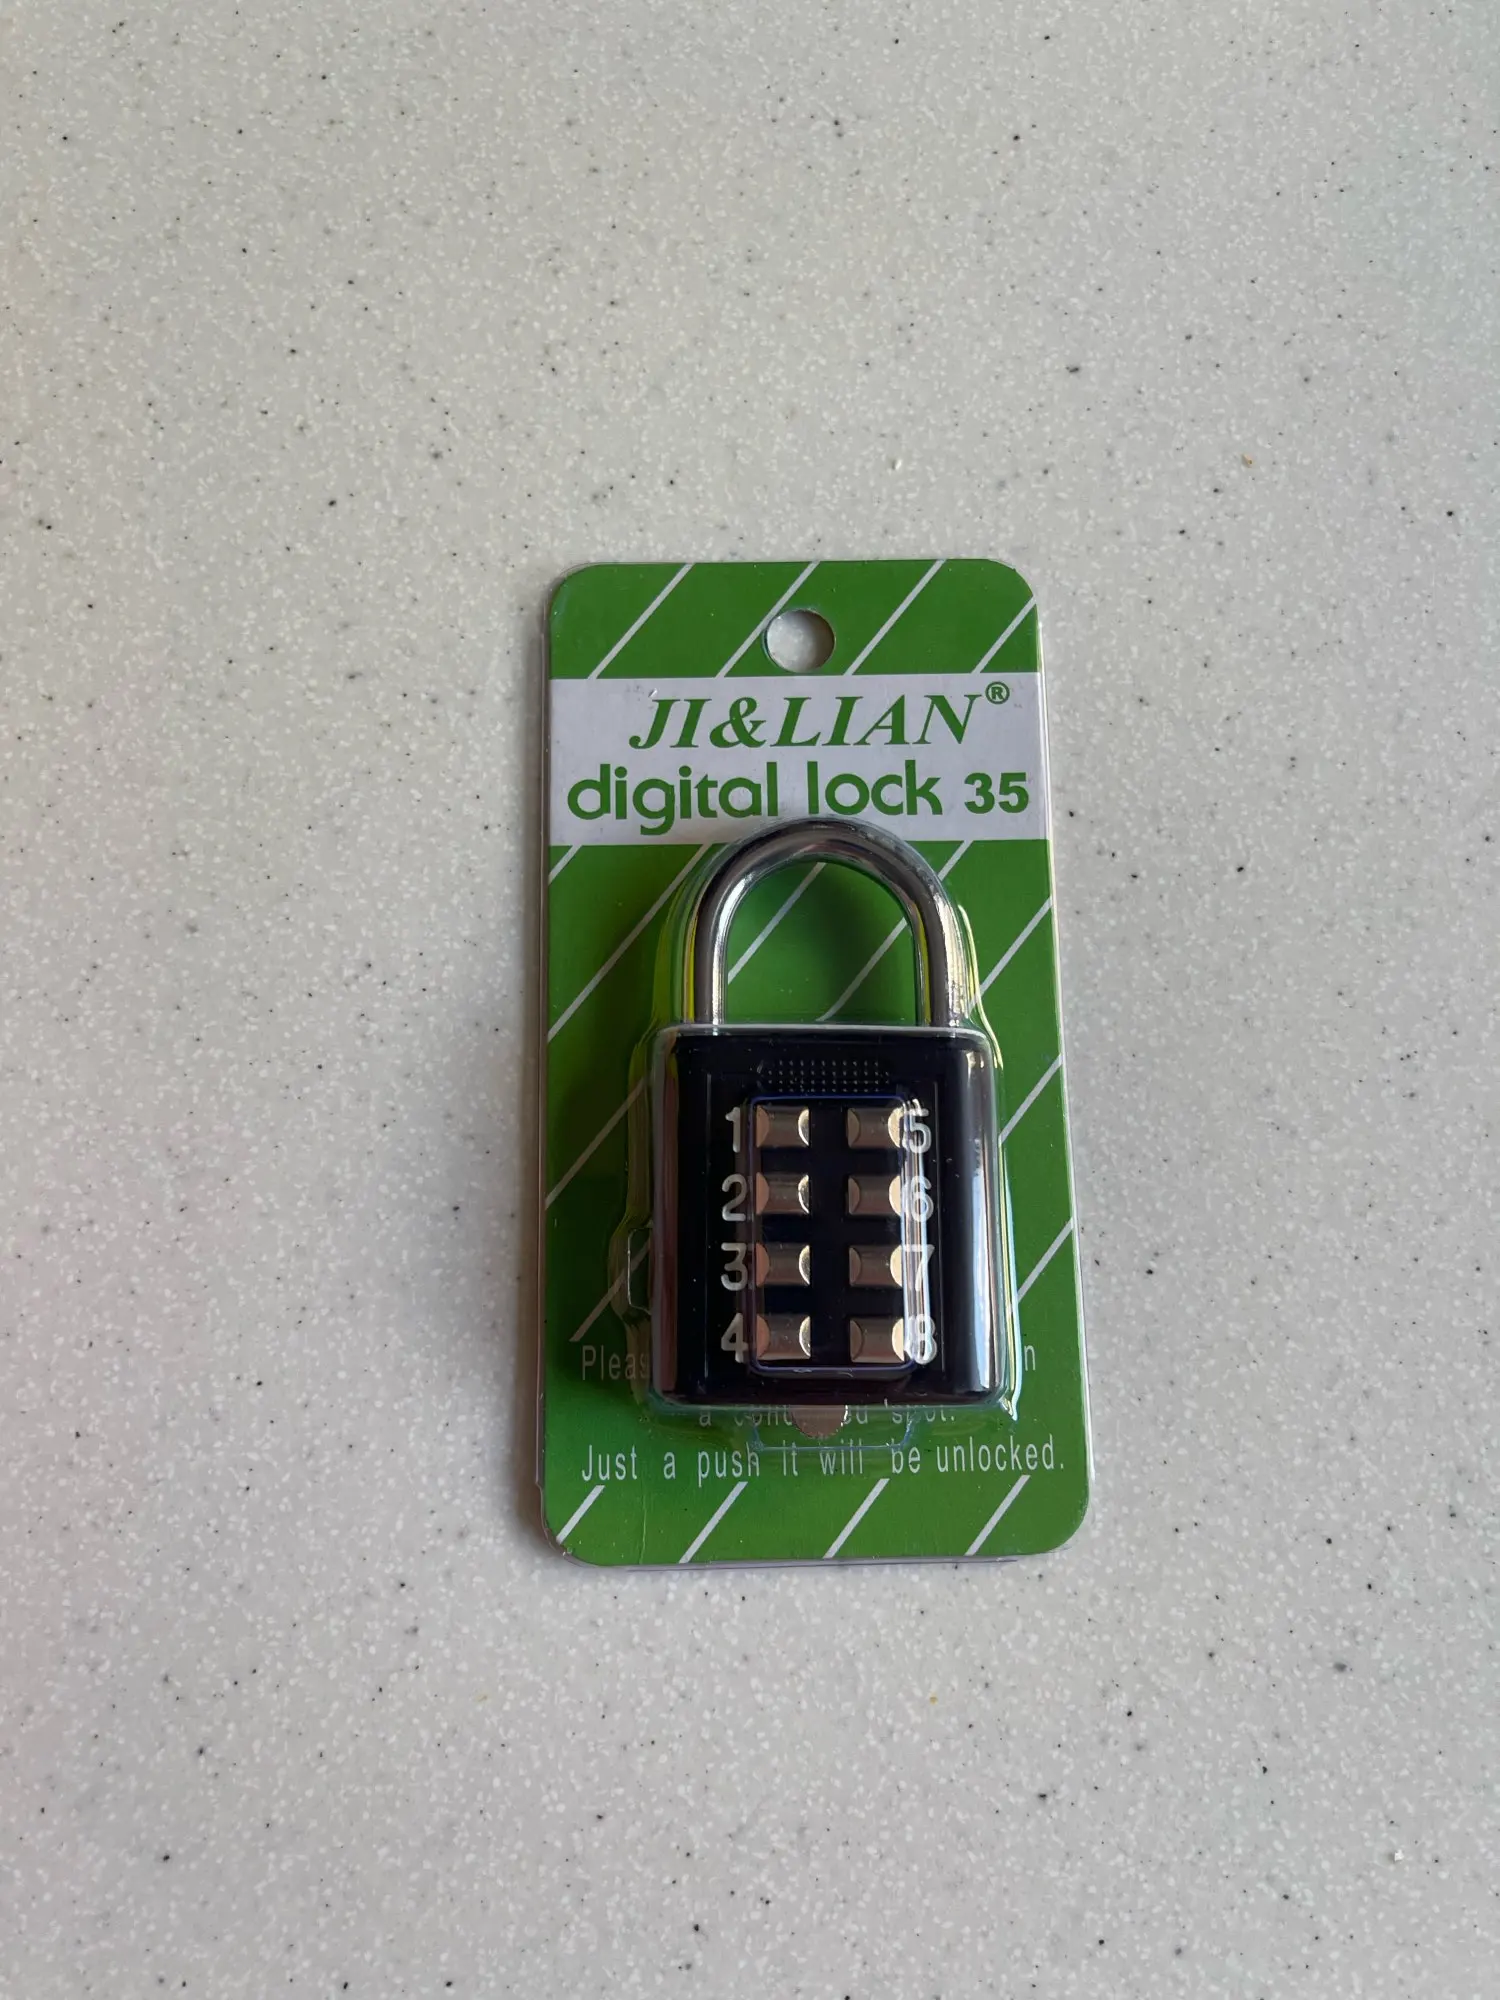 JI&LIAN®
digital lock 35
1 5
2 6
3 7
4 8
a
Just a push it will be unlocked.